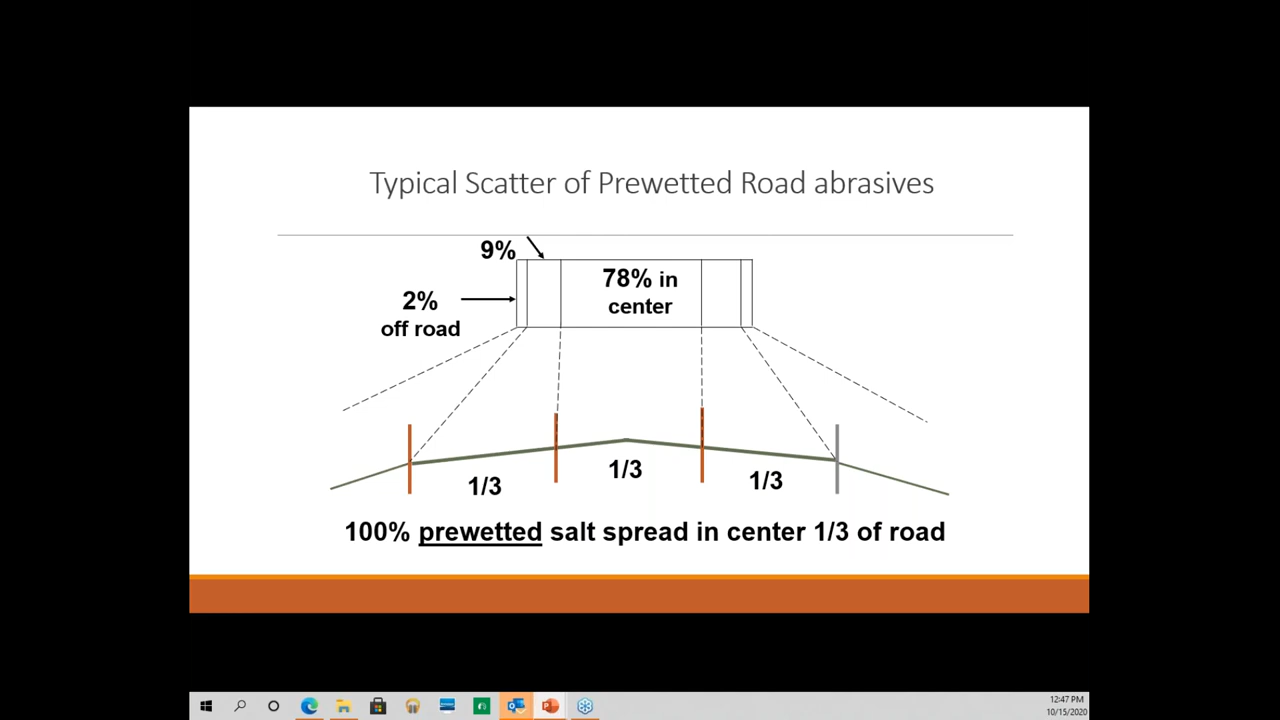 Typical Scatter of Prewetted Road abrasives
9%
78% in
center
2%
off road
1/3
1/3
1/3
100% prewetted salt spread in center 1/3 of road
12:47 PM
10/15/2020